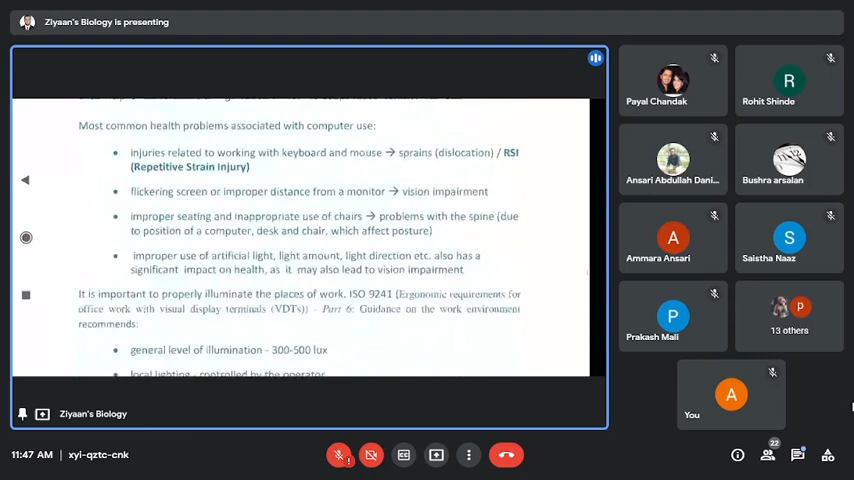 Ziyaan's Biology is presenting
Most common health problems associated with computer use:
• injuries related to working with keyboard and mouse → sprains (dislocation) / RSI
(Repetitive Strain Injury)
• flickering screen or improper distance from a monitor → vision impairment
• improper seating and inappropriate use of chairs → problems with the spine (due
to position of a computer, desk and chair, which affect posture)
• improper use of artificial light, light amount, light direction etc. also has a
significant impact on health, as it may also lead to vision impairment
It is important to properly illuminate the places of work. ISO 9241 (Ergonomic requirements for
office work with visual display terminals (VDTs)) – Part 6: Guidance on the work environment
recommends:
• general level of illumination - 300-500 lux
• local lighting - controlled by the operator
Ziyaan's Biology
Payal Chandak
R
Rohit Shinde
Ansari Abdullah Dani...
Bushra arsalan
A
Ammara Ansari
S
Saistha Naaz
P
Prakash Mali
P
13 others
A
You
11:47 AM | xyi-qztc-cnk
22